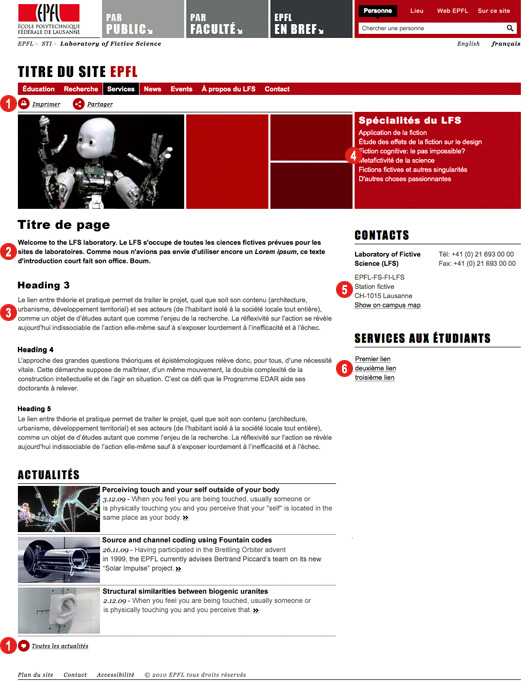 EPFL
ÉCOLE POLYTECHNIQUE
FÉDÉRALE DE LAUSANNE
PAR
PUBLIC
PAR
FACULTÉ
EPFL
EN BREF
Personne
Lieu
Web EPFL
Sur ce site
Chercher une personne
EPFL › STI › Laboratory of Fictive Science
English
français
TITRE DU SITE EPFL
Éducation Recherche Services News Events À propos du LFS Contact
1 Imprimer Partager
Spécialités du LFS
Application de la fiction
Étude des effets de la fiction sur le design
4 Fiction cognitive: le pas impossible?
Metafictivité de la science
Fictions fictives et autres singularités
D'autres choses passionnantes
Titre de page
Welcome to the LFS laboratory. Le LFS s'occupe de toutes les ciences fictives prévues pour les
2 sites de laboratoires. Comme nous n'avions pas envie d'utiliser encore un Lorem ipsum, ce texte
d'introduction court fait son office. Boum.
Heading 3
Le lien entre théorie et pratique permet de traiter le projet, quel que soit son contenu (architecture,
3 urbanisme, développement territorial) et ses acteurs (de l'habitant isolé à la société locale tout entière),
comme un objet de d'études autant que comme l'enjeu de la recherche. La réflexivité sur l'action se révèle
aujourd'hui indissociable de l'action elle-même sauf à s'exposer lourdement à l'inefficacité et à l'échec.
Heading 4
L'approche des grandes questions théoriques et épistémologiques relève donc, pour tous, d'une nécessité
vitale. Cette démarche suppose de maîtriser, d'un même mouvement, la double complexité de la
construction intellectuelle et de l'agir en situation. C'est ce défi que le Programme EDAR aide ses
doctorants à relever.
Heading 5
Le lien entre théorie et pratique permet de traiter le projet, quel que soit son contenu (architecture,
urbanisme, développement territorial) et ses acteurs (de l'habitant isolé à la société locale tout entière),
comme un objet de d'études autant que comme l'enjeu de la recherche. La réflexivité sur l'action se révèle
aujourd'hui indissociable de l'action elle-même sauf à s'exposer lourdement à l'inefficacité et à l'échec.
CONTACTS
Laboratory of Fictive
Science (LFS)
Tél: +41 (0) 21 693 00 00
Fax: +41 (0) 21 693 00 00
EPFL-FS-FI-LFS
5 Station fictive
CH-1015 Lausanne
Show on campus map
SERVICES AUX ÉTUDIANTS
Premier lien
6 deuxième lien
troisième lien
ACTUALITÉS
Perceiving touch and your self outside of your body
3.12.09 - When you feel you are being touched, usually someone or
is physically touching you and you perceive that your "self" is located in the
same place as your body. »
Source and channel coding using Fountain codes
26.11.09 - Having participated in the Breitling Orbiter advent
in 1999, the EPFL currently advises Bertrand Piccard's team on its new
"Solar Impulse" project. »
Structural similarities between biogenic uranites
2.12.09 - When you feel you are being touched, usually someone or
is physically touching you and you perceive that. »
1 Toutes les actualités
Plan du site Contact Accessibilité © 2010 EPFL tous droits réservés